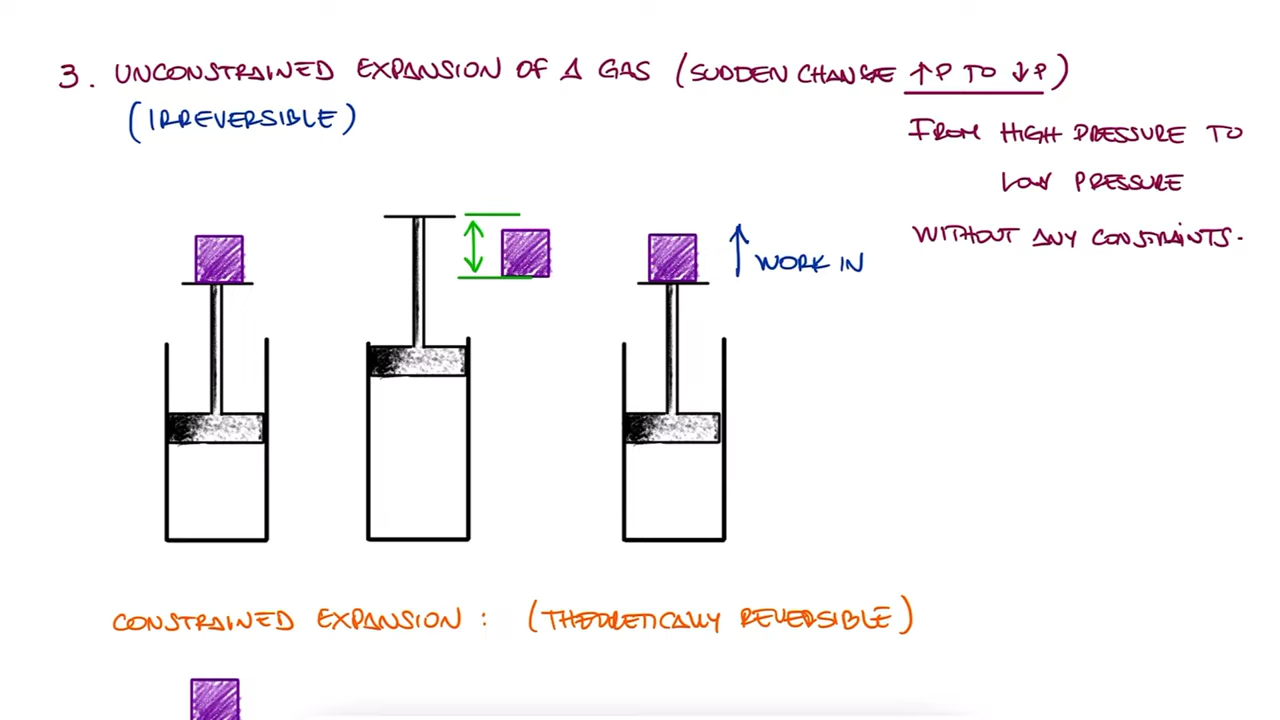 3. UNCONSTRAINED EXPANSION OF A GAS (SUDDEN CHANGE ↑P TO ↓P)
(IRREVERSIBLE)
FROM HIGH PRESSURE TO
LOW PRESSURE
WITHOUT ANY CONSTRAINTS.
WORK IN
CONSTRAINED EXPANSION : (THEORETICALLY REVERSIBLE)